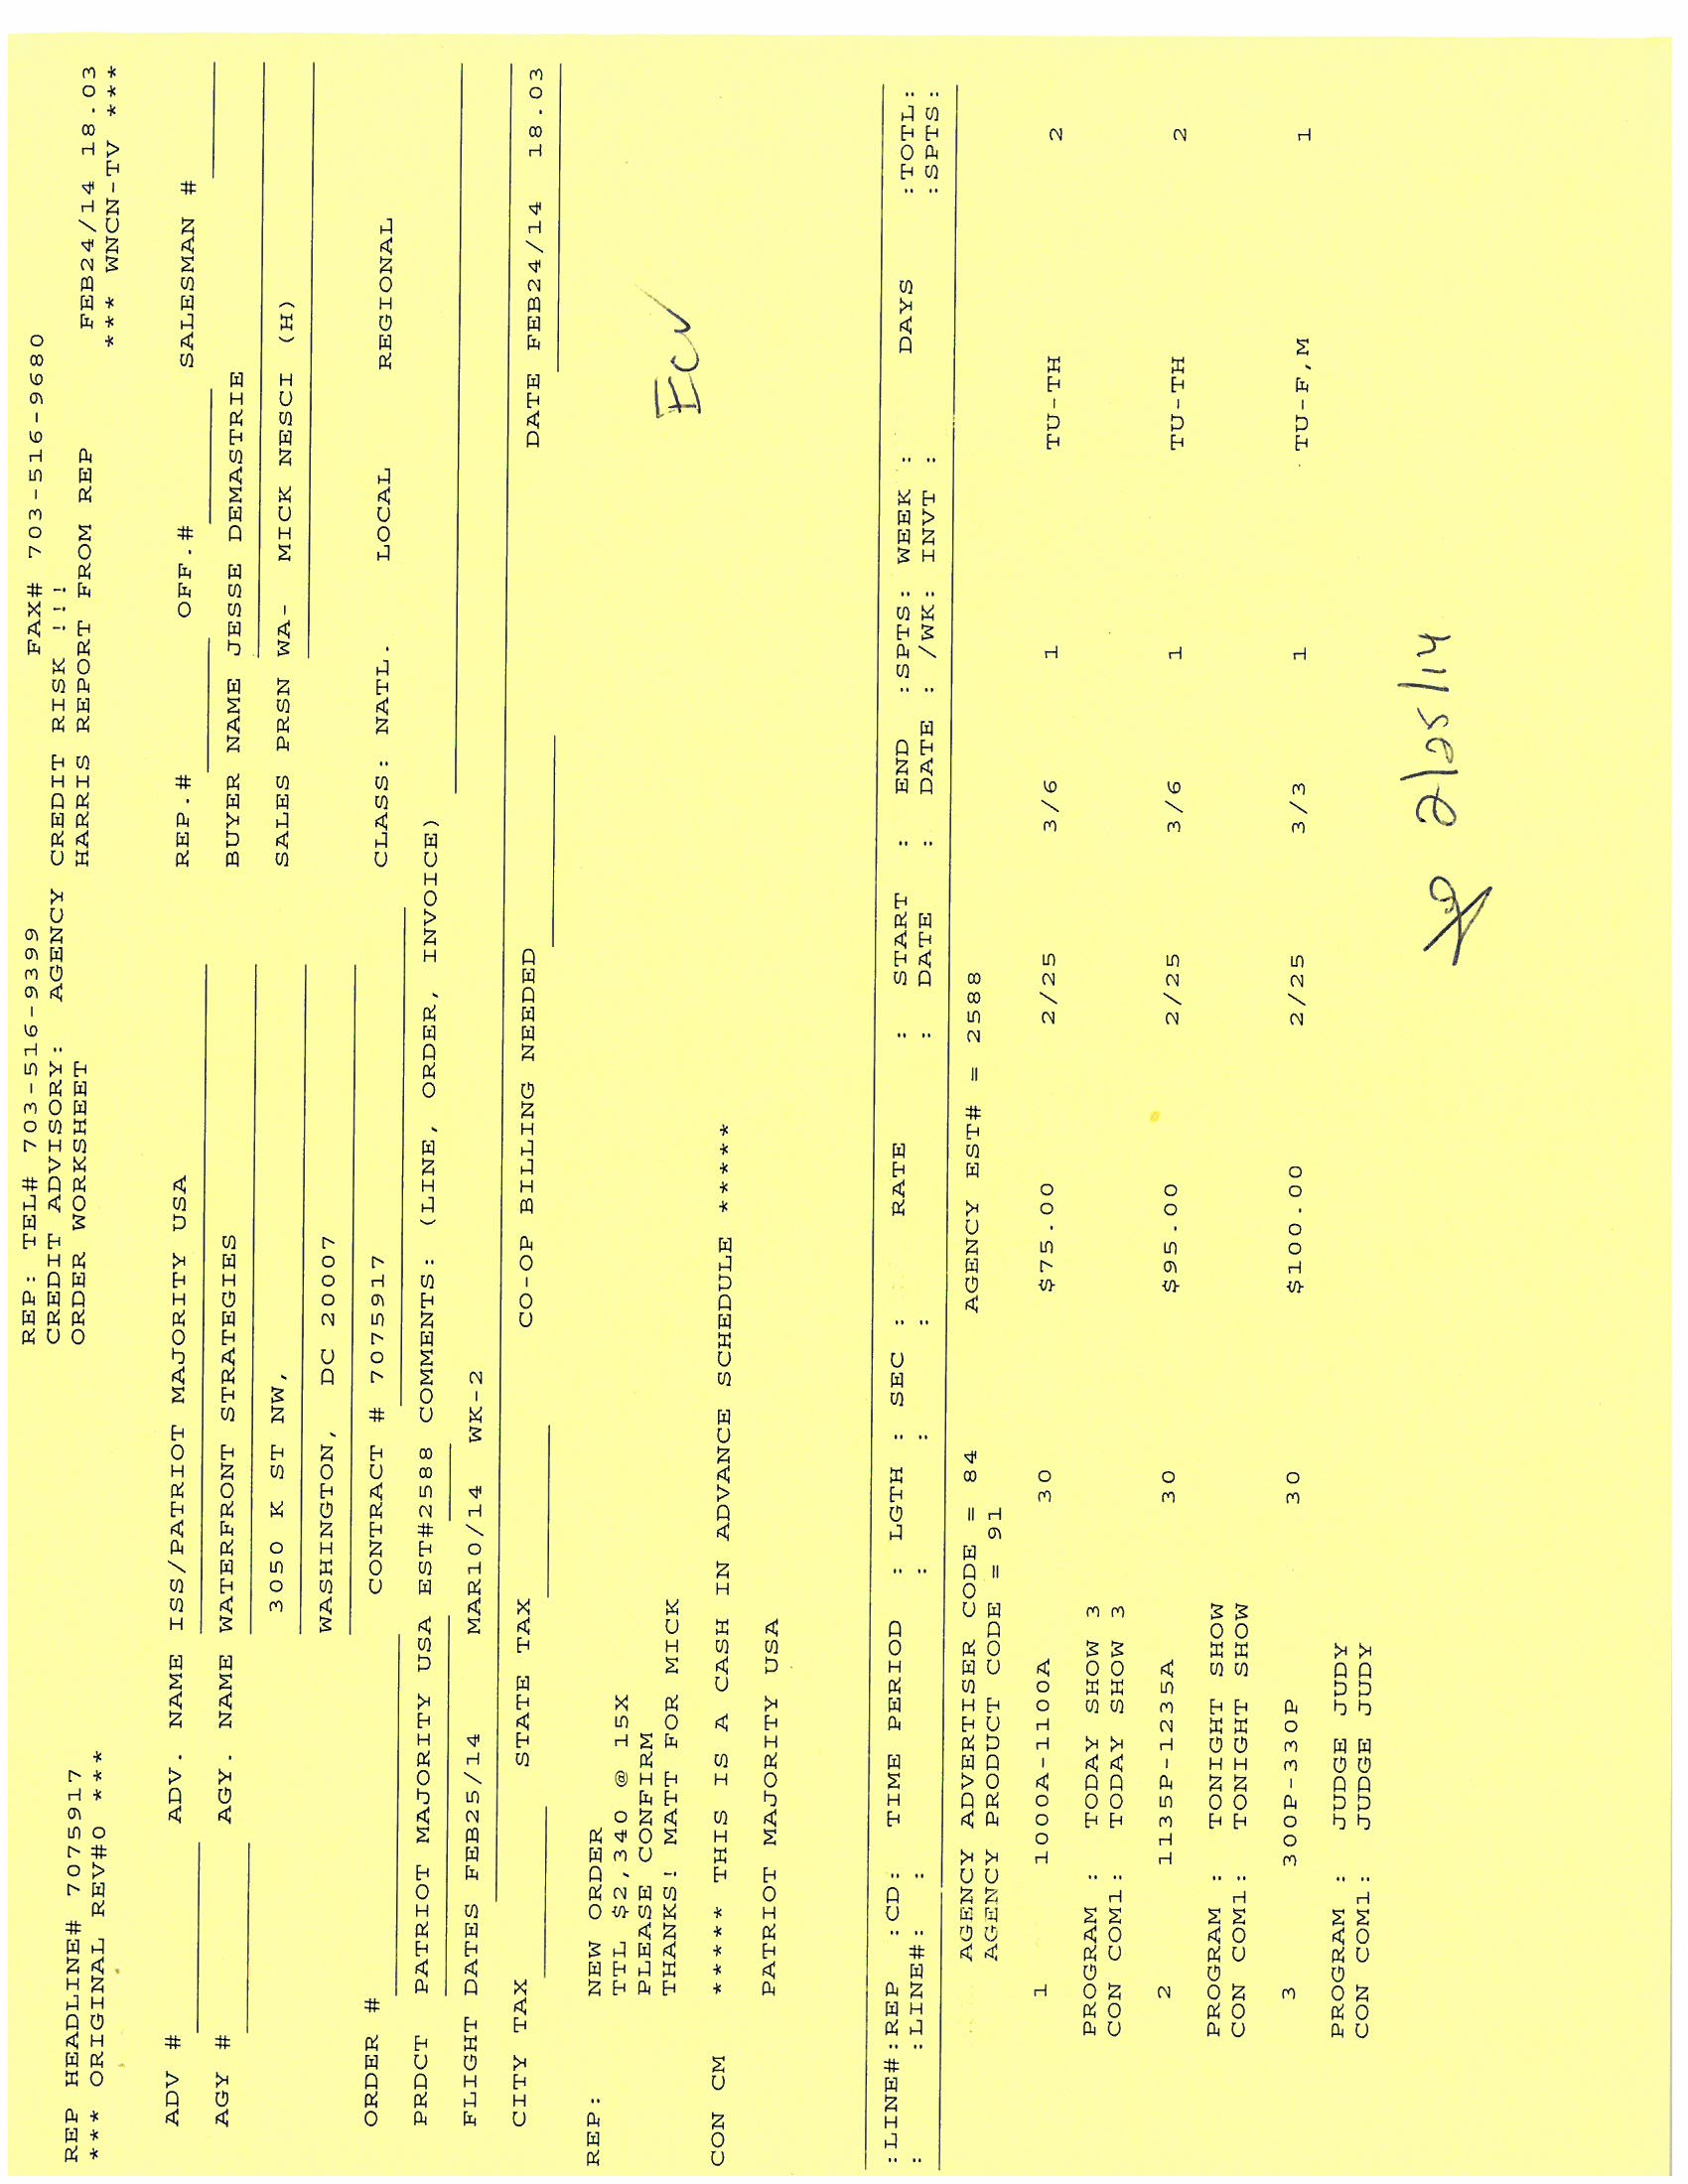 REP: TEL# 703-516-9399 FAX# 703-516-9680
CREDIT ADVISORY: AGENCY CREDIT RISK !!!
REP HEADLINE# 7075917 ORDER WORKSHEET HARRIS REPORT FROM REP FEB24/14 18.03
*** ORIGINAL REV#0 *** *** WNCN-TV ***
ADV # ADV. NAME ISS/PATRIOT MAJORITY USA REP.# OFF.# SALESMAN #
AGY # AGY. NAME WATERFRONT STRATEGIES BUYER NAME JESSE DEMASTRIE
3050 K ST NW, SALES PRSN WA- MICK NESCI (H)
WASHINGTON, DC 20007
ORDER # CONTRACT # 7075917 CLASS: NATL. LOCAL REGIONAL
PRDCT PATRIOT MAJORITY USA EST#2588 COMMENTS: (LINE, ORDER, INVOICE)
FLIGHT DATES FEB25/14 MAR10/14 WK-2
CITY TAX STATE TAX CO-OP BILLING NEEDED DATE FEB24/14 18.03
REP: NEW ORDER
TTL $2,340 @ 15X
PLEASE CONFIRM
THANKS! MATT FOR MICK
CON CM ***** THIS IS A CASH IN ADVANCE SCHEDULE *****
PATRIOT MAJORITY USA
:LINE#:REP :CD: TIME PERIOD : LGTH : SEC : RATE : START : END :SPTS: WEEK : DAYS :TOTL:
: :LINE#: : : : : : DATE : DATE : /WK: INVT : :SPTS:
AGENCY ADVERTISER CODE = 84 AGENCY EST# = 2588
AGENCY PRODUCT CODE = 91
1 1000A-1100A 30 $75.00 2/25 3/6 1 TU-TH 2
PROGRAM : TODAY SHOW 3
CON COM1: TODAY SHOW 3
2 1135P-1235A 30 $95.00 2/25 3/6 1 TU-TH 2
PROGRAM : TONIGHT SHOW
CON COM1: TONIGHT SHOW
3 300P-330P 30 $100.00 2/25 3/3 1 TU-F,M 1
PROGRAM : JUDGE JUDY
CON COM1: JUDGE JUDY
2/25/14